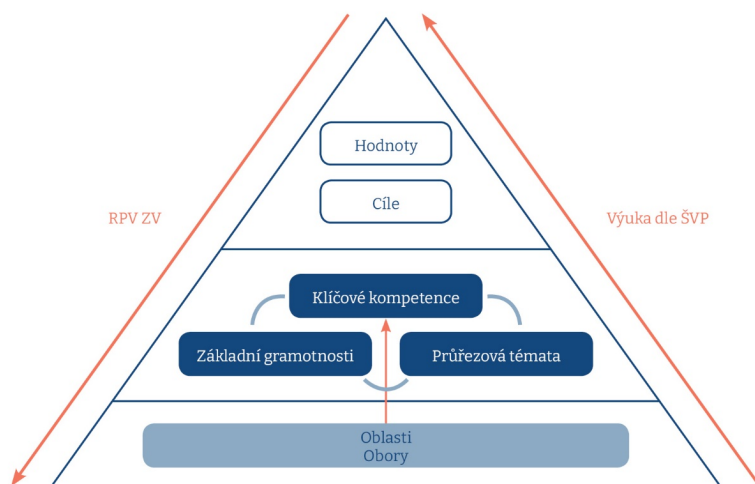 Hodnoty
Cíle
RPV ZV
Výuka dle ŠVP
Klíčové kompetence
Základní gramotnosti
Průřezová témata
Oblasti
Obory